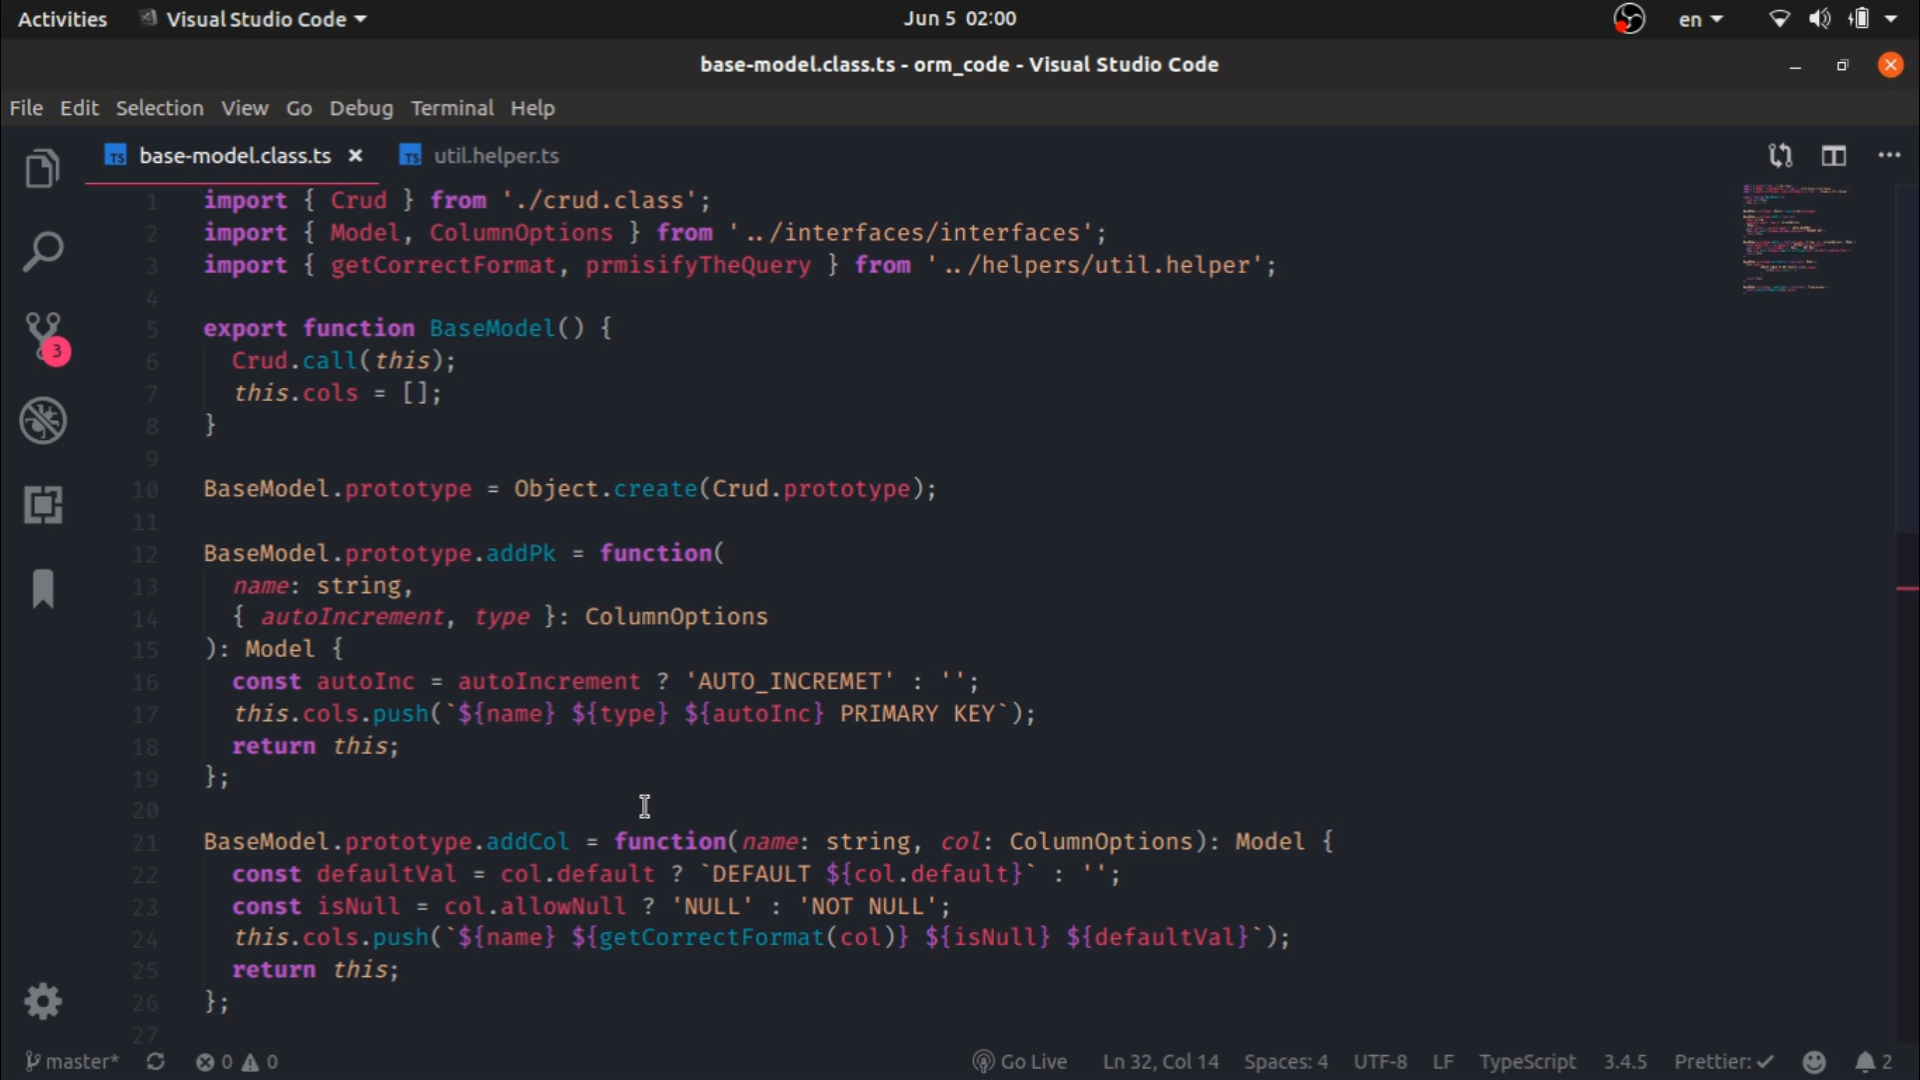 Activities Visual Studio Code Jun 5 02:00 en
base-model.class.ts - orm_code - Visual Studio Code
File Edit Selection View Go Debug Terminal Help
TS base-model.class.ts TS util.helper.ts
1 import { Crud } from './crud.class';
2 import { Model, ColumnOptions } from '../interfaces/interfaces';
3 import { getCorrectFormat, prmisifyTheQuery } from '../helpers/util.helper';
4
5 export function BaseModel() {
6 Crud.call(this);
7 this.cols = [];
8 }
9
10 BaseModel.prototype = Object.create(Crud.prototype);
11
12 BaseModel.prototype.addPk = function(
13 name: string,
14 { autoIncrement, type }: ColumnOptions
15 ): Model {
16 const autoInc = autoIncrement ? 'AUTO_INCREMET' : '';
17 this.cols.push(`${name} ${type} ${autoInc} PRIMARY KEY`);
18 return this;
19 };
20
21 BaseModel.prototype.addCol = function(name: string, col: ColumnOptions): Model {
22 const defaultVal = col.default ? `DEFAULT ${col.default}` : '';
23 const isNull = col.allowNull ? 'NULL' : 'NOT NULL';
24 this.cols.push(`${name} ${getCorrectFormat(col)} ${isNull} ${defaultVal}`);
25 return this;
26 };
27
3
master* 0 0 Go Live Ln 32, Col 14 Spaces: 4 UTF-8 LF TypeScript 3.4.5 Prettier: ✓ 2